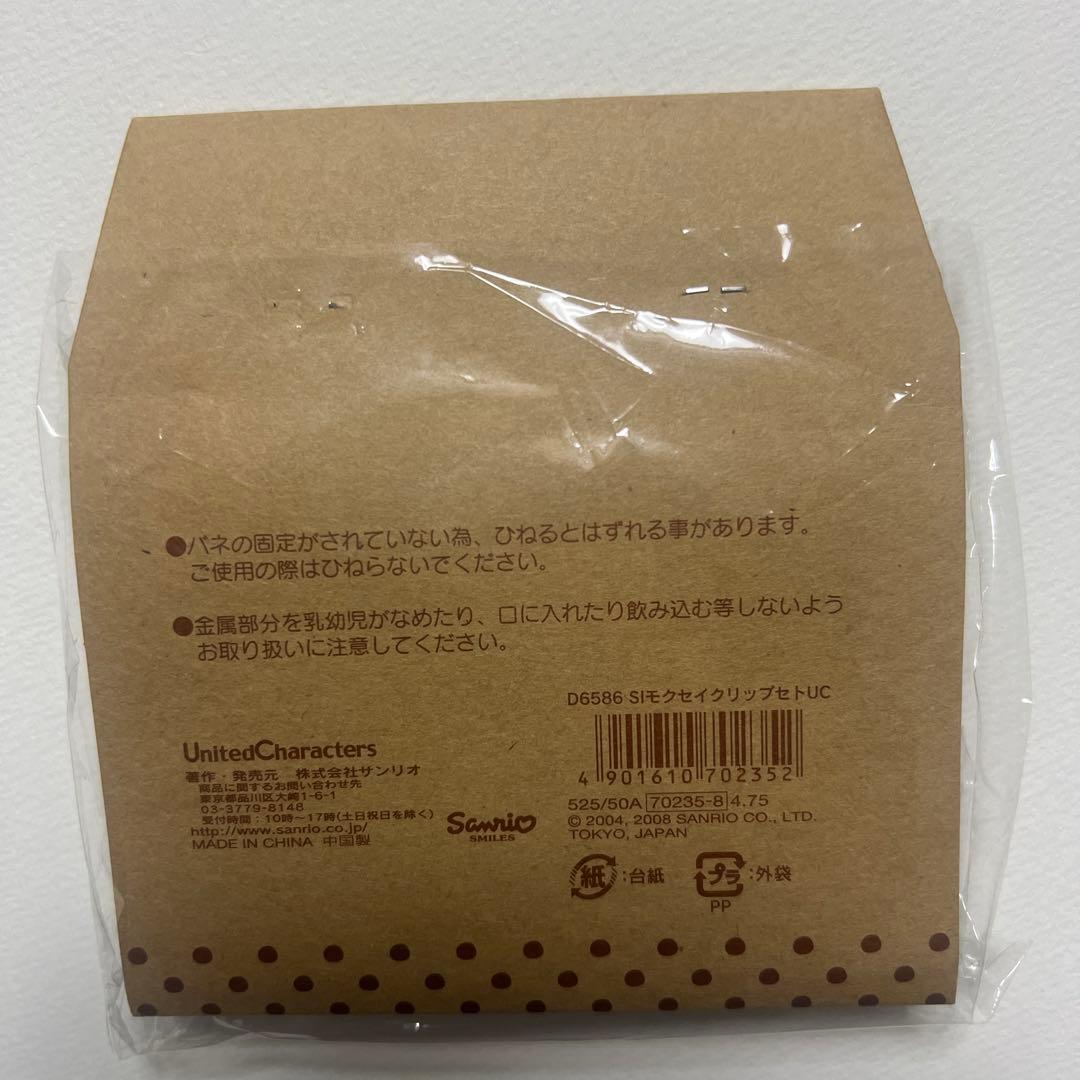 ●バネの固定がされていない為、ひねるとはずれる事があります。
ご使用の際はひねらないでください。
●金属部分を乳幼児がなめたり、口に入れたり飲み込む等しないよう
お取り扱いに注意してください。
D6586 SIモクセイクリップセトUC
4 901610 702352
525/50A 70235-8 4.75
© 2004, 2008 SANRIO CO., LTD.
TOKYO, JAPAN
紙:台紙
プラ:外袋
PP
UnitedCharacters
著作・発売元 株式会社サンリオ
商品に関するお問い合わせ先
東京都品川区大崎1-6-1
03-3779-8148
受付時間:10時〜17時(土日祝日を除く)
http://www.sanrio.co.jp/
MADE IN CHINA 中国製
Sanrio
SMILES